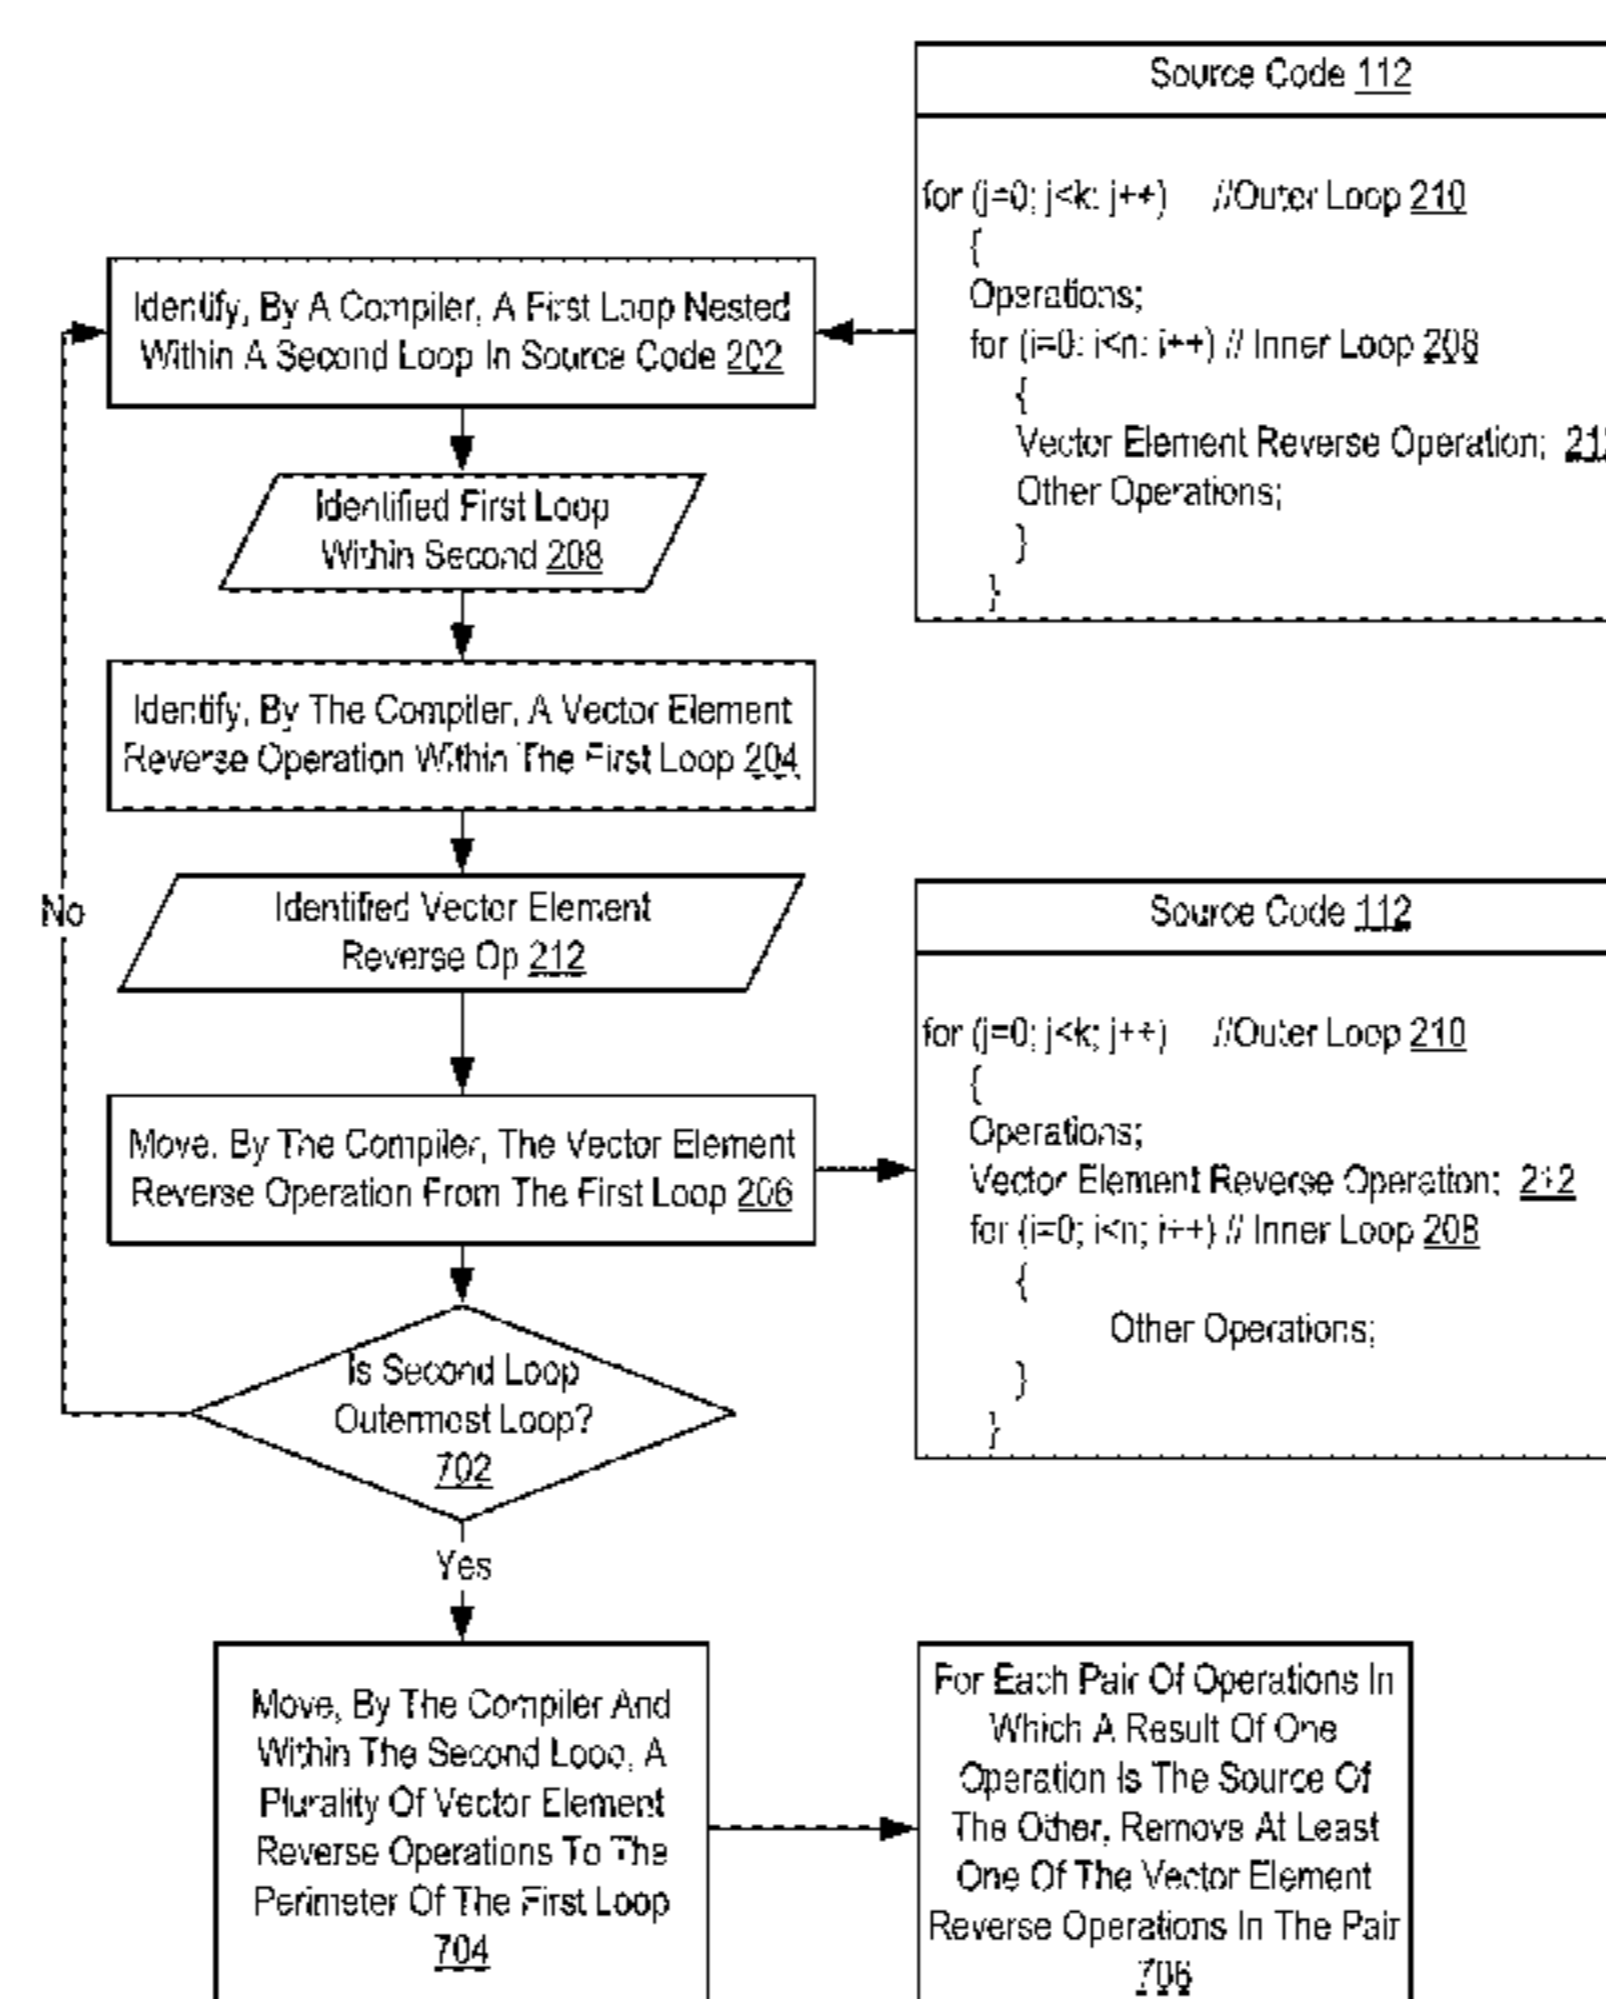 Source Code 112
for (j=0; j<k; j++) //Outer Loop 210
{
Operations;
for (i=0; i<n; i++) // Inner Loop 208
{
Vector Element Reverse Operation;
Other Operations;
}
}
Identify, By A Compiler, A First Loop Nested
Within A Second Loop In Source Code 202
Identified First Loop
Within Second 208
Identify, By The Compiler, A Vector Element
Reverse Operation Within The First Loop 204
No
Identified Vector Element
Reverse Op 212
Move, By The Compiler, The Vector Element
Reverse Operation From The First Loop 206
Source Code 112
for (j=0; j<k; j++) //Outer Loop 210
{
Operations;
Vector Element Reverse Operation; 212
for (i=0; i<n; i++) // Inner Loop 208
{
Other Operations;
}
}
Is Second Loop
Outermost Loop?
702
Yes
Move, By The Compiler And
Within The Second Loop, A
Plurality Of Vector Element
Reverse Operations To The
Perimeter Of The First Loop
704
For Each Pair Of Operations In
Which A Result Of One
Operation Is The Source Of
The Other, Remove At Least
One Of The Vector Element
Reverse Operations In The Pair
706